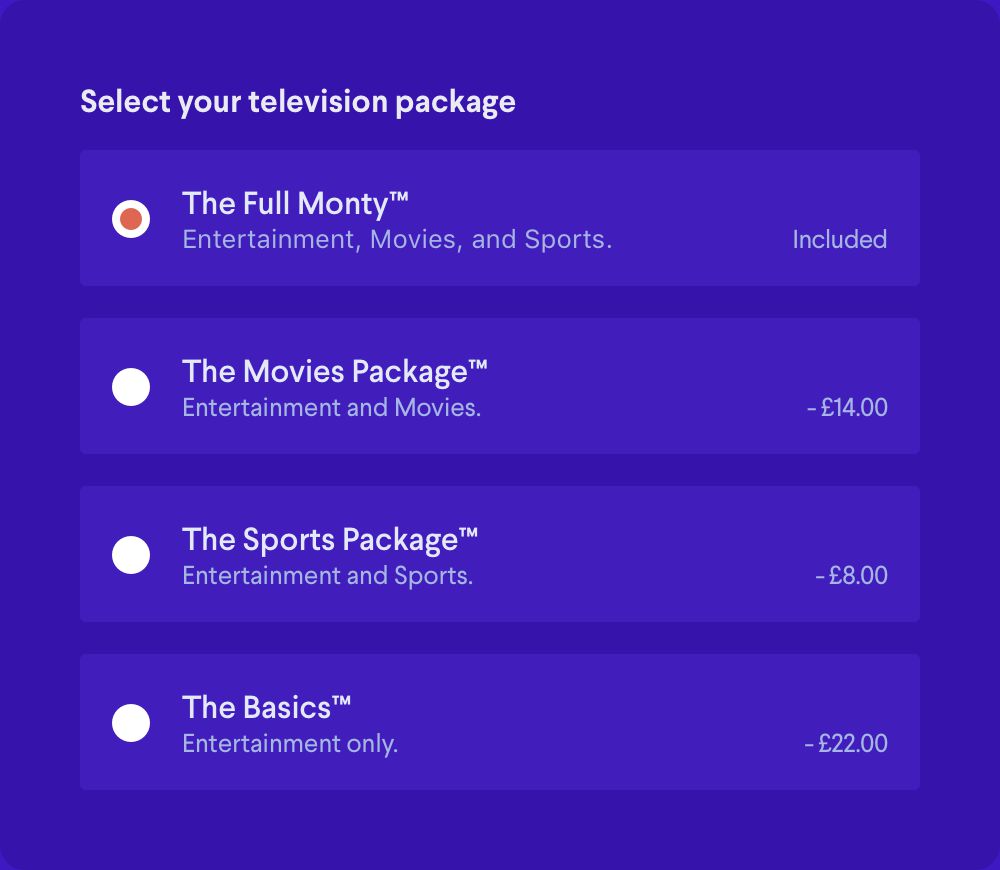 Select your television package
The Full Monty™
Entertainment, Movies, and Sports.
Included
The Movies Package™
Entertainment and Movies.
- £14.00
The Sports Package™
Entertainment and Sports.
- £8.00
The Basics™
Entertainment only.
- £22.00